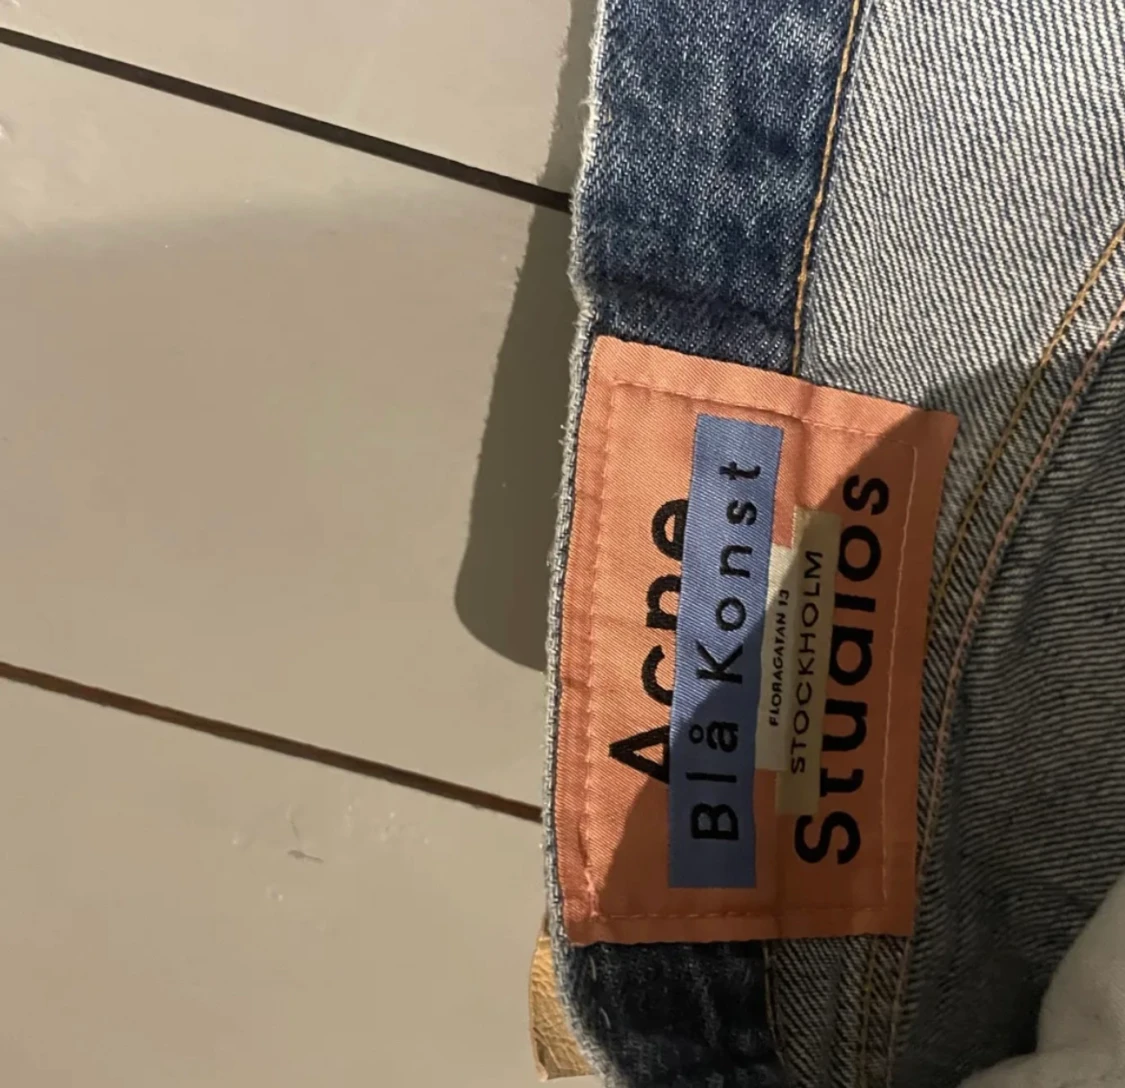 Acne
Blå Konst
FLORAGATAN 13
STOCKHOLM
Studios